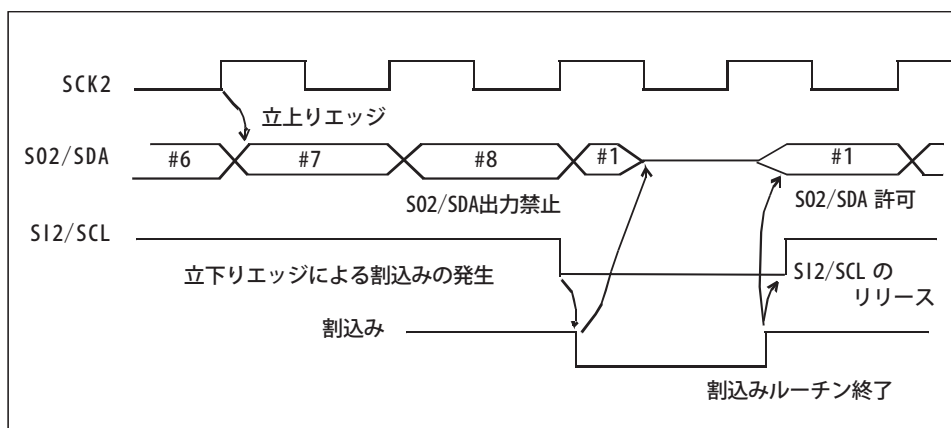 SCK2
立上りエッジ
SO2/SDA
#6
#7
#8
#1
#1
SO2/SDA出力禁止
SO2/SDA 許可
SI2/SCL
立下りエッジによる割込みの発生
SI2/SCL の
リリース
割込み
割込みルーチン終了